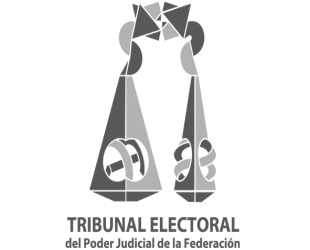 TRIBUNAL ELECTORAL
del Poder Judicial de la Federación